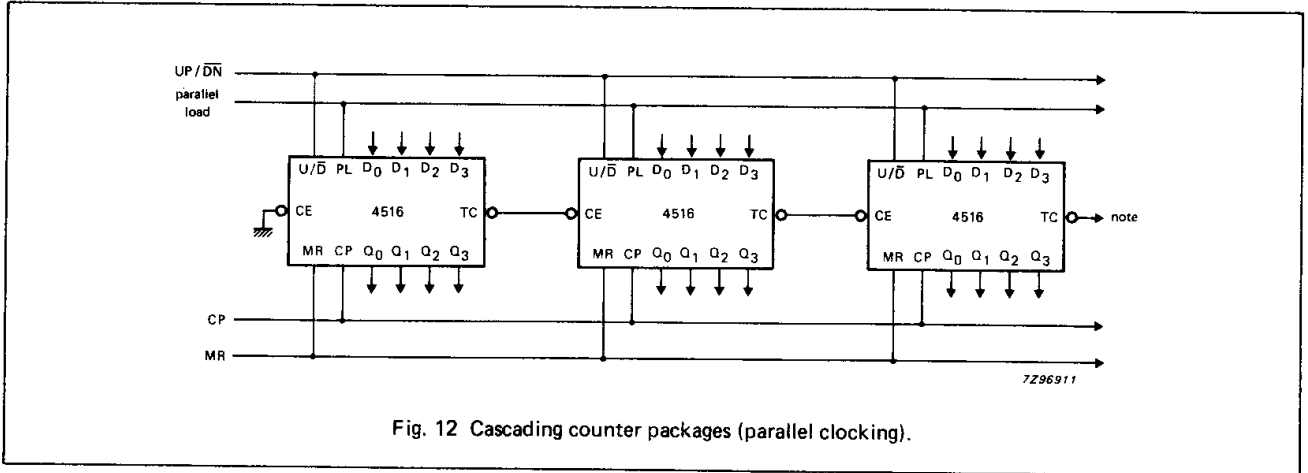 UP/D̅N̅
parallel
load
U/D̅ PL D0 D1 D2 D3
CE 4516 TC
MR CP Q0 Q1 Q2 Q3
U/D̅ PL D0 D1 D2 D3
CE 4516 TC
MR CP Q0 Q1 Q2 Q3
U/D̅ PL D0 D1 D2 D3
CE 4516 TC
MR CP Q0 Q1 Q2 Q3
note
CP
MR
7Z96911
Fig. 12 Cascading counter packages (parallel clocking).